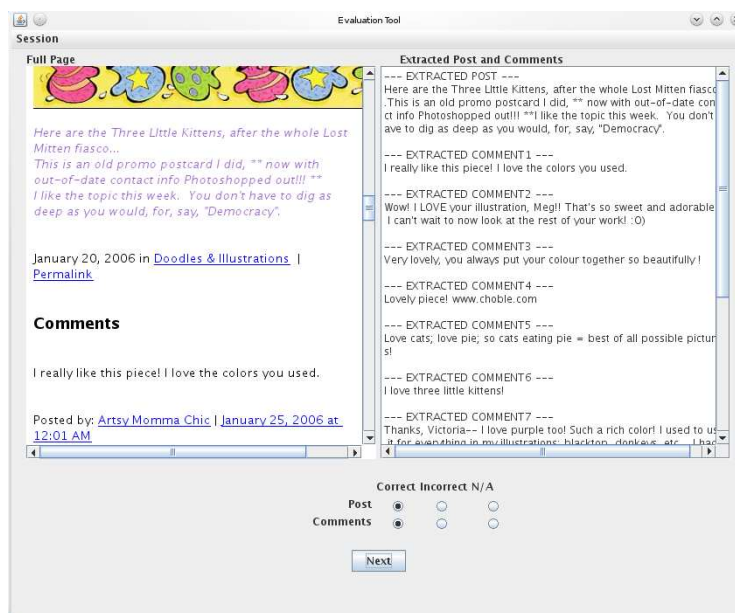 Evaluation Tool
Session
Full Page
Here are the Three LIttle Kittens, after the whole Lost
Mitten fiasco...
This is an old promo postcard I did, ** now with
out-of-date contact info Photoshopped out!!! **
I like the topic this week.  You don't have to dig as
deep as you would, for, say, "Democracy".
January 20, 2006 in Doodles & Illustrations  |
Permalink
Comments
I really like this piece! I love the colors you used.
Posted by: Artsy Momma Chic | January 25, 2006 at
12:01 AM
Extracted Post and Comments
--- EXTRACTED POST ---
Here are the Three LIttle Kittens, after the whole Lost Mitten fiasco
.This is an old promo postcard I did, ** now with out-of-date con
ct info Photoshopped out!!! **I like the topic this week.  You don't
ave to dig as deep as you would, for, say, "Democracy".
--- EXTRACTED COMMENT1 ---
I really like this piece! I love the colors you used.
--- EXTRACTED COMMENT2 ---
Wow! I LOVE your illustration, Meg!! That's so sweet and adorable
I can't wait to now look at the rest of your work! :O)
--- EXTRACTED COMMENT3 ---
Very lovely, you always put your colour together so beautifully !
--- EXTRACTED COMMENT4 ---
Lovely piece! www.choble.com
--- EXTRACTED COMMENT5 ---
Love cats; love pie; so cats eating pie = best of all possible pictur
s!
--- EXTRACTED COMMENT6 ---
I love three little kittens!
--- EXTRACTED COMMENT7 ---
Thanks, Victoria-- I love purple too! Such a rich color! I used to us
it for everything in my illustrations: blacktop, donkeys, etc... I had
Correct Incorrect N/A
Post
Comments
Next